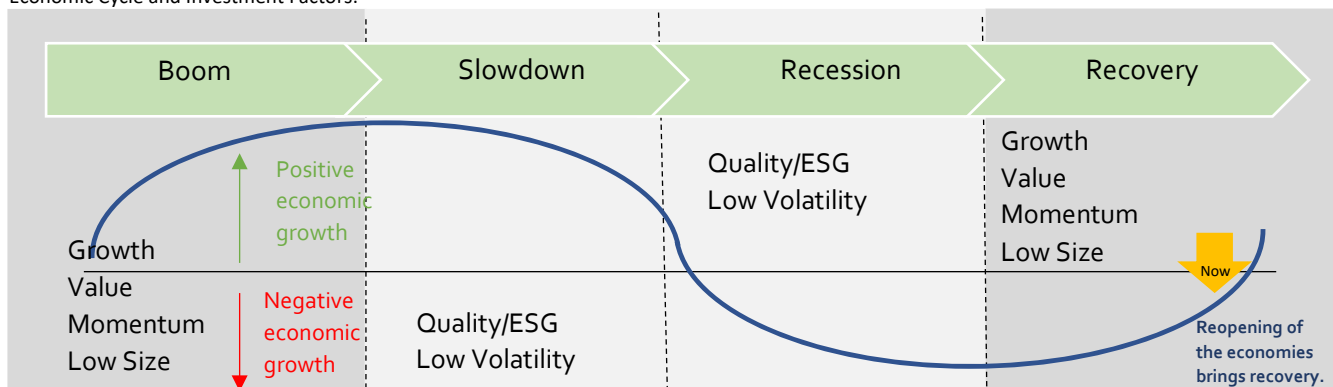 Economic Cycle and Investment Factors:
Boom
Slowdown
Recession
Recovery
Positive
economic
growth
Growth
Value
Momentum
Low Size
Negative
economic
growth
Quality/ESG
Low Volatility
Quality/ESG
Low Volatility
Growth
Value
Momentum
Low Size
Now
Reopening of
the economies
brings recovery.